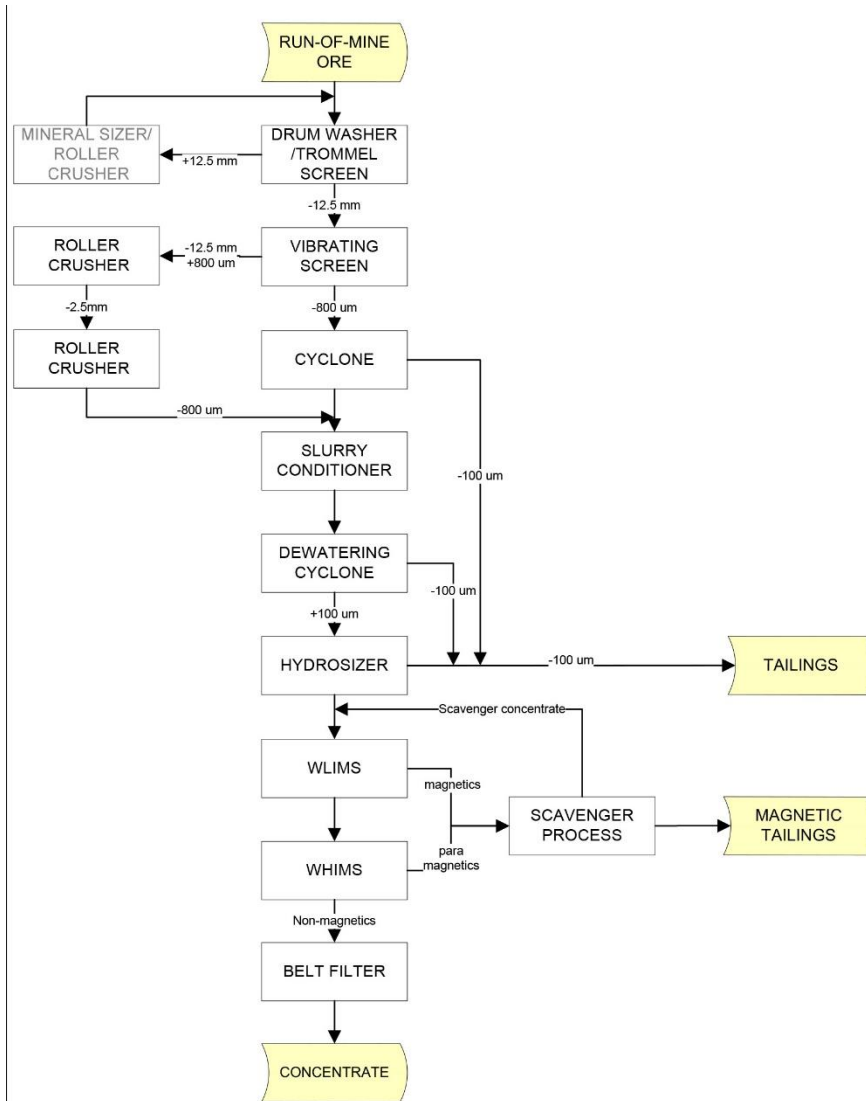 RUN-OF-MINE
ORE
MINERAL SIZER/
ROLLER
CRUSHER
+12.5 mm
DRUM WASHER
/TROMMEL
SCREEN
-12.5 mm
ROLLER
CRUSHER
-12.5 mm
+800 um
VIBRATING
SCREEN
-2.5mm
-800 um
ROLLER
CRUSHER
CYCLONE
-800 um
SLURRY
CONDITIONER
-100 um
DEWATERING
CYCLONE
-100 um
+100 um
HYDROSIZER
-100 um
TAILINGS
Scavenger concentrate
WLIMS
magnetics
SCAVENGER
PROCESS
MAGNETIC
TAILINGS
para
magnetics
WHIMS
Non-magnetics
BELT FILTER
CONCENTRATE